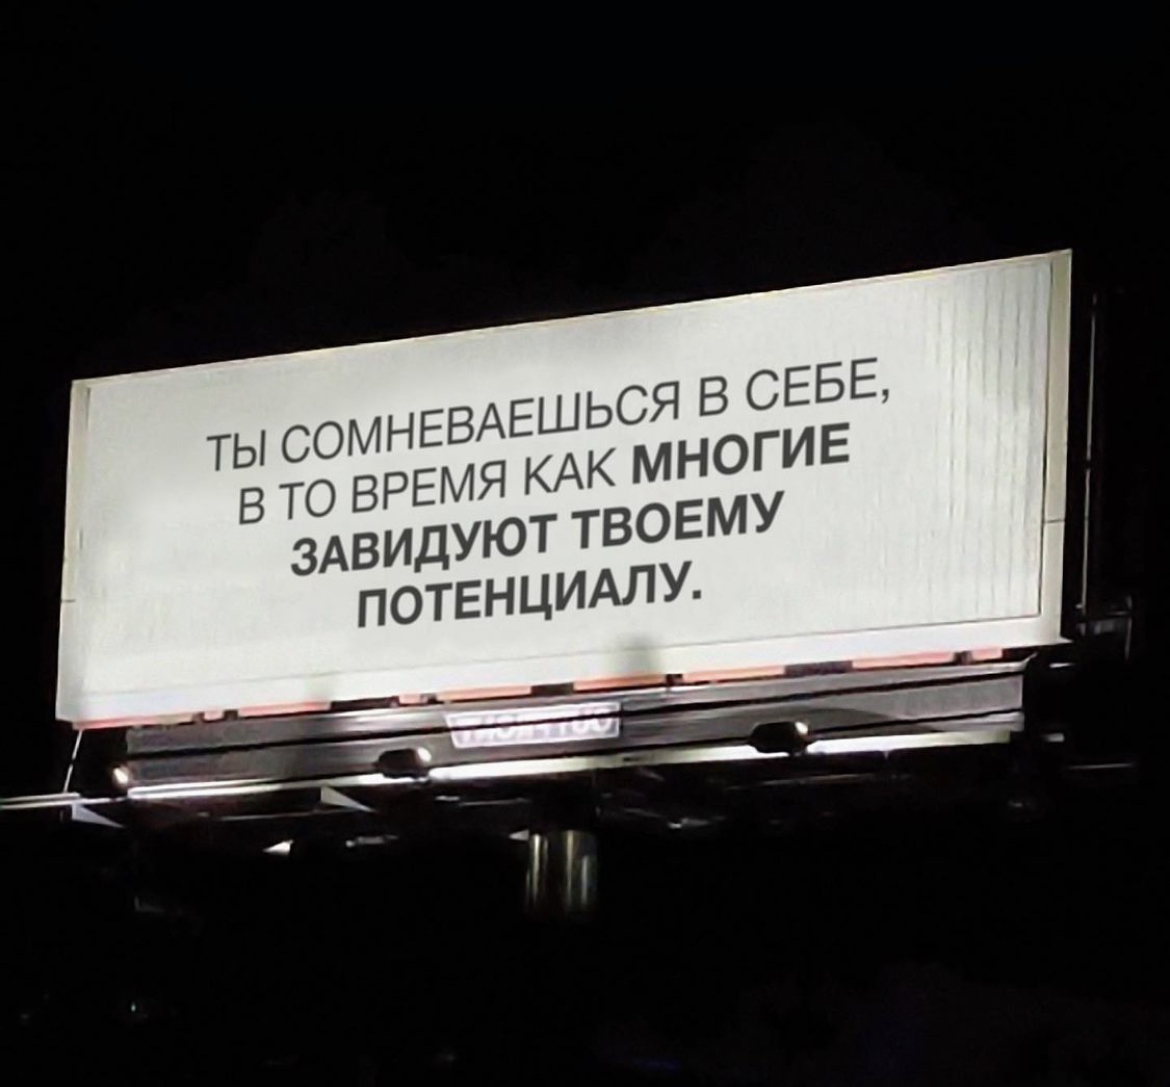 ТЫ СОМНЕВАЕШЬСЯ В СЕБЕ,
В ТО ВРЕМЯ КАК МНОГИЕ
ЗАВИДУЮТ ТВОЕМУ
ПОТЕНЦИАЛУ.